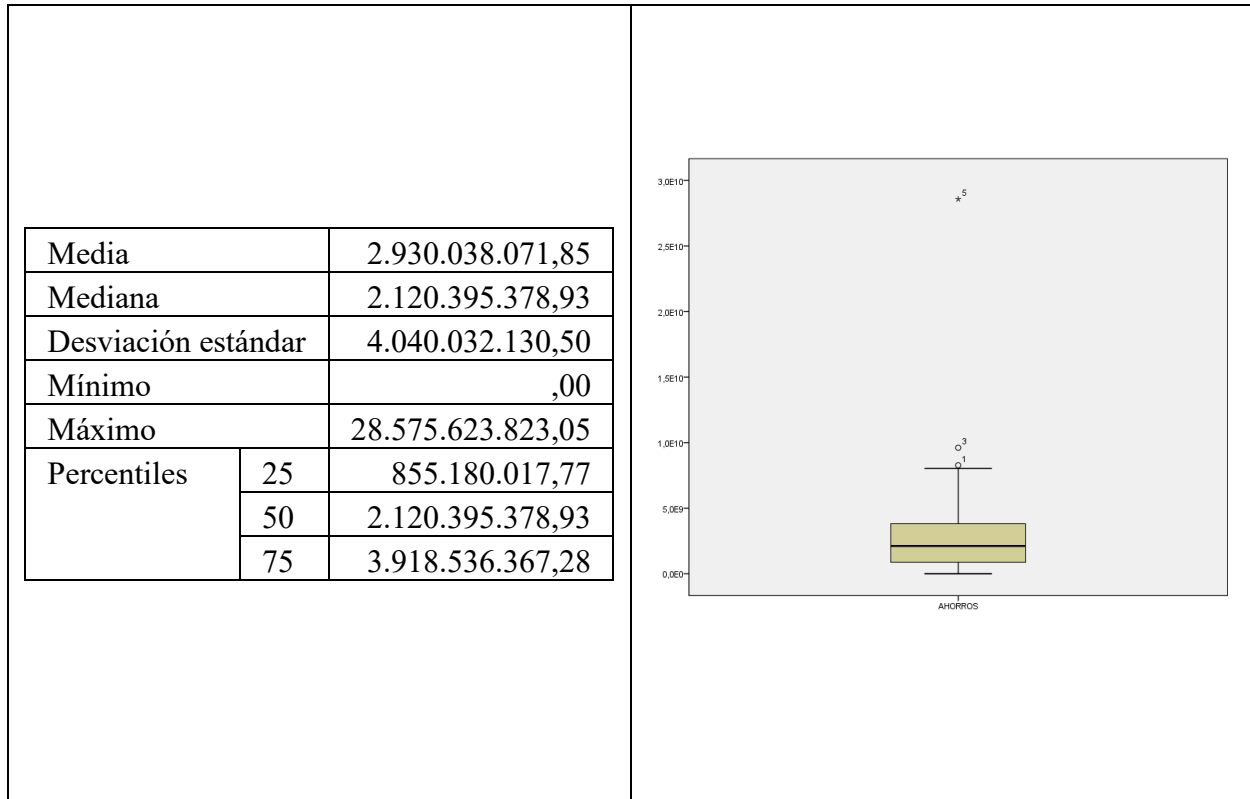 Media 2.930.038.071,85
Mediana 2.120.395.378,93
Desviación estándar 4.040.032.130,50
Mínimo ,00
Máximo 28.575.623.823,05
Percentiles 25 855.180.017,77
50 2.120.395.378,93
75 3.918.536.367,28
3,0E10
2,5E10
2,0E10
1,5E10
1,0E10
5,0E9
0,0E0
5
3
1
AHORROS